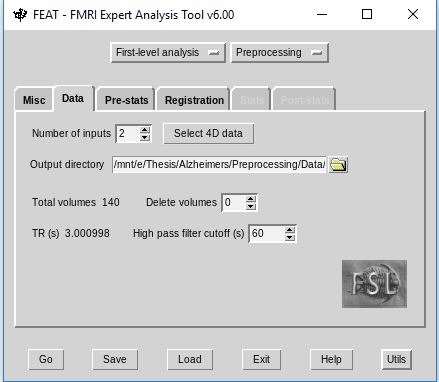 FEAT - FMRI Expert Analysis Tool v6.00
First-level analysis Preprocessing
Misc Data Pre-stats Registration Stats Post-stats
Number of inputs 2 Select 4D data
Output directory /mnt/e/Thesis/Alzheimers/Preprocessing/Data/
Total volumes 140 Delete volumes 0
TR (s) 3.000998 High pass filter cutoff (s) 60
FSL
Go Save Load Exit Help Utils